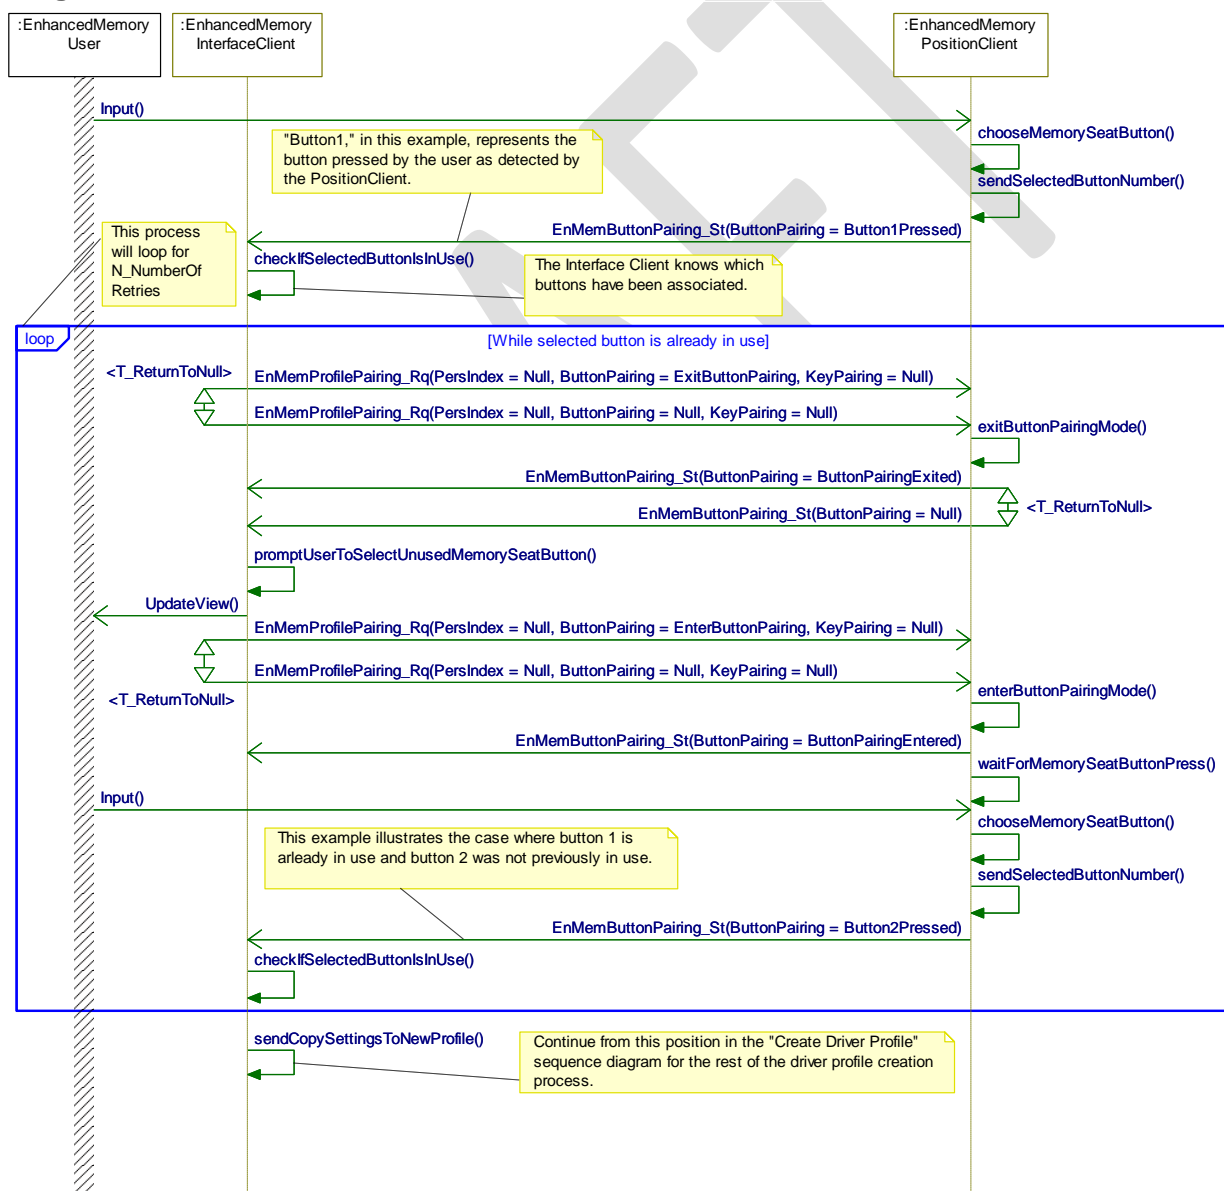 :EnhancedMemory
User
:EnhancedMemory
InterfaceClient
:EnhancedMemory
PositionClient
Input()
chooseMemorySeatButton()
"Button1," in this example, represents the
button pressed by the user as detected by
the PositionClient.
sendSelectedButtonNumber()
This process
will loop for
N_NumberOf
Retries
EnMemButtonPairing_St(ButtonPairing = Button1Pressed)
checkIfSelectedButtonIsInUse()
The Interface Client knows which
buttons have been associated.
loop
[While selected button is already in use]
<T_ReturnToNull>
EnMemProfilePairing_Rq(PersIndex = Null, ButtonPairing = ExitButtonPairing, KeyPairing = Null)
EnMemProfilePairing_Rq(PersIndex = Null, ButtonPairing = Null, KeyPairing = Null)
exitButtonPairingMode()
EnMemButtonPairing_St(ButtonPairing = ButtonPairingExited)
<T_ReturnToNull>
EnMemButtonPairing_St(ButtonPairing = Null)
promptUserToSelectUnusedMemorySeatButton()
UpdateView()
EnMemProfilePairing_Rq(PersIndex = Null, ButtonPairing = EnterButtonPairing, KeyPairing = Null)
EnMemProfilePairing_Rq(PersIndex = Null, ButtonPairing = Null, KeyPairing = Null)
<T_ReturnToNull>
enterButtonPairingMode()
EnMemButtonPairing_St(ButtonPairing = ButtonPairingEntered)
waitForMemorySeatButtonPress()
Input()
chooseMemorySeatButton()
This example illustrates the case where button 1 is
arleady in use and button 2 was not previously in use.
sendSelectedButtonNumber()
EnMemButtonPairing_St(ButtonPairing = Button2Pressed)
checkIfSelectedButtonIsInUse()
sendCopySettingsToNewProfile()
Continue from this position in the "Create Driver Profile"
sequence diagram for the rest of the driver profile creation
process.